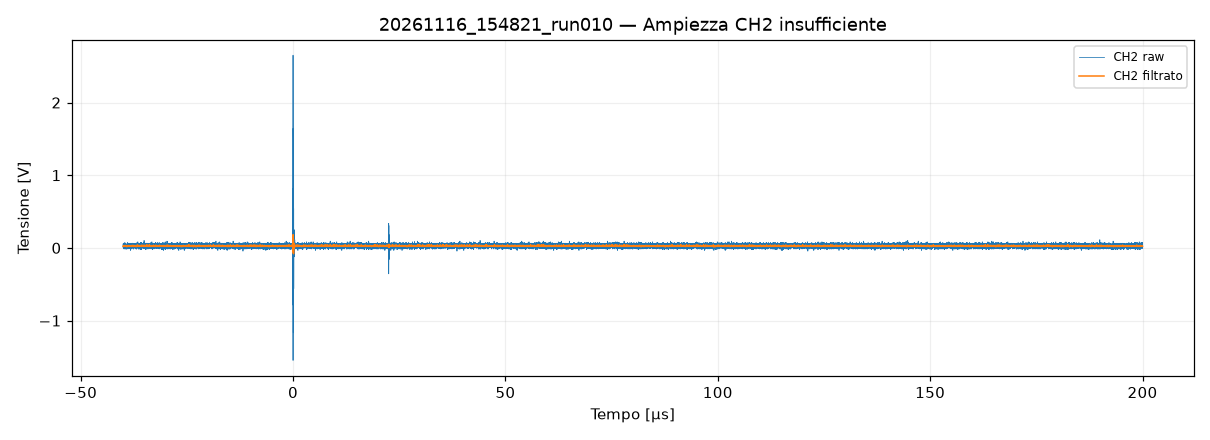 20261116_154821_run010 — Ampiezza CH2 insufficiente
CH2 raw
CH2 filtrato
Tensione [V]
2
1
0
−1
−50
0
50
100
150
200
Tempo [µs]